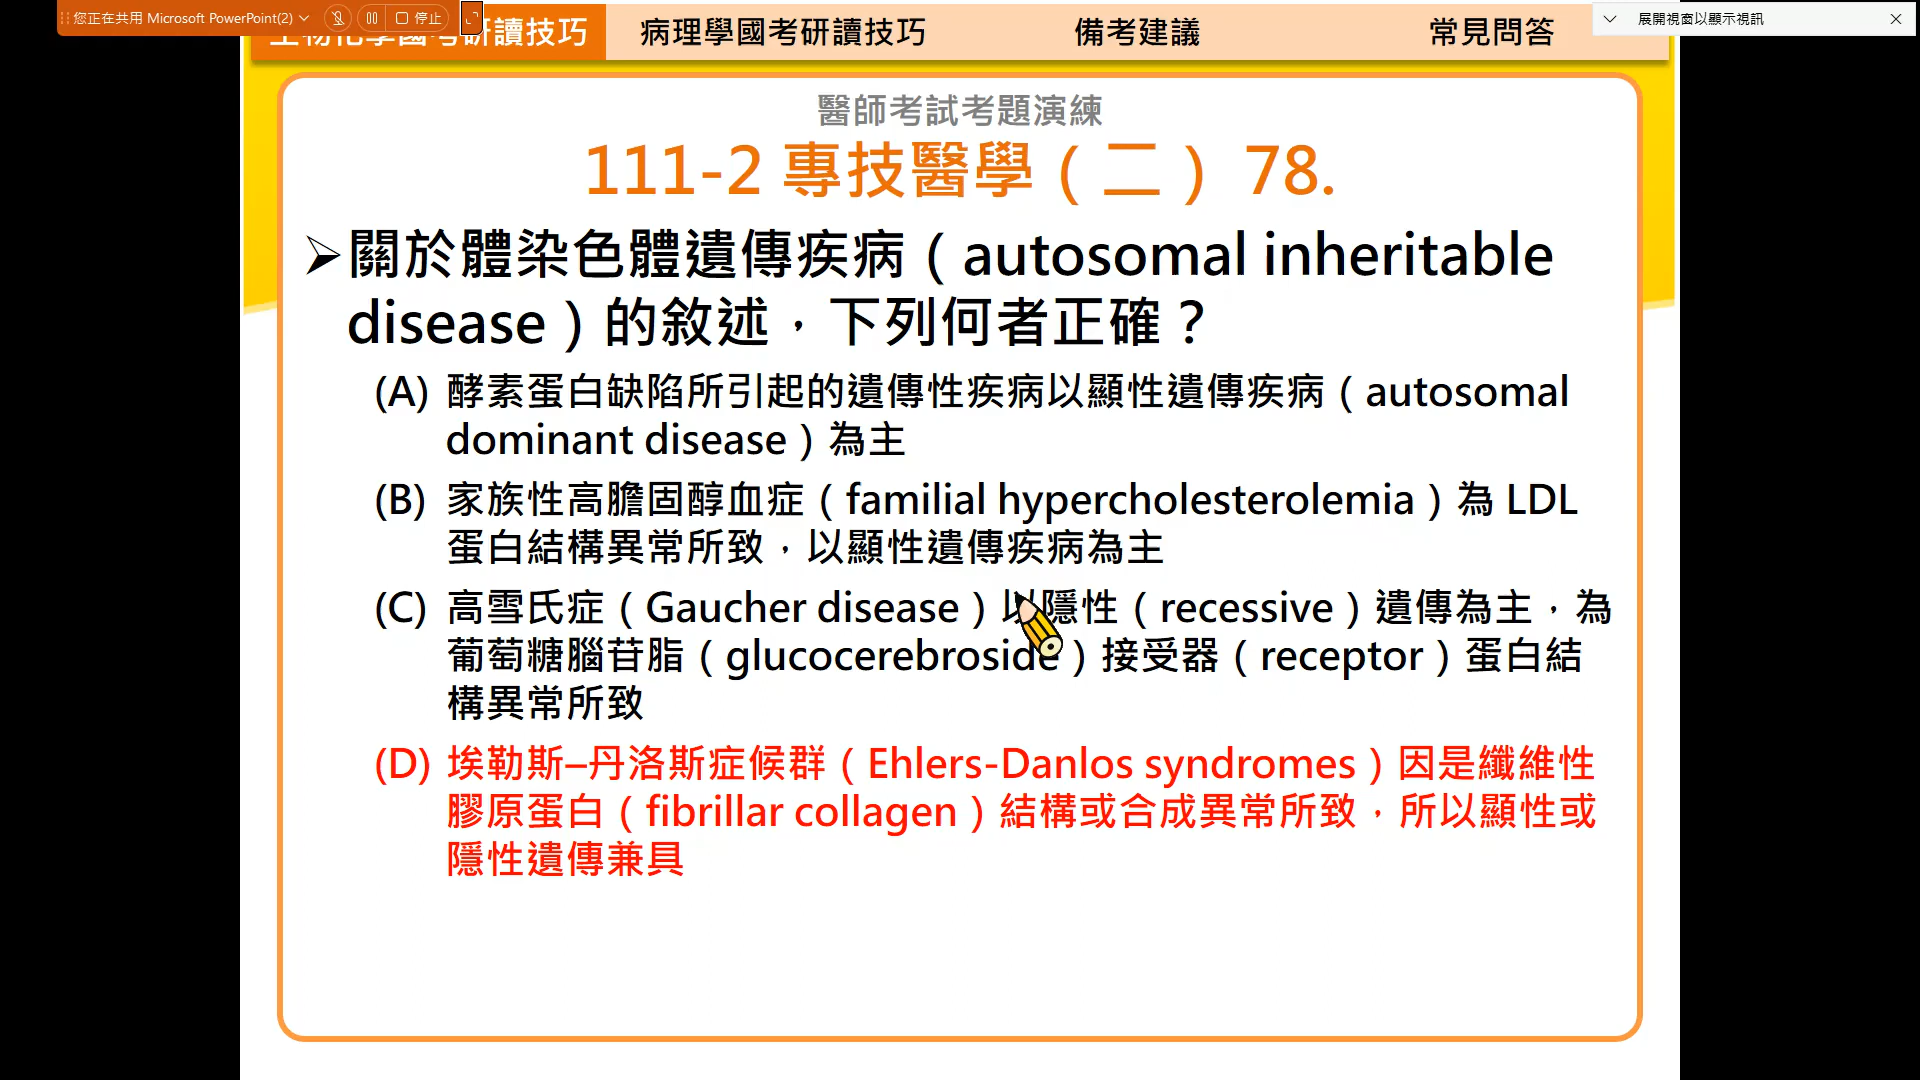 您正在共用 Microsoft PowerPoint(2)
停止
展開視窗以顯示視訊
生物化學國考研讀技巧
病理學國考研讀技巧
備考建議
常見問答
醫師考試考題演練
111-2 專技醫學（二） 78.
➢關於體染色體遺傳疾病（autosomal inheritable
disease）的敘述，下列何者正確？
(A) 酵素蛋白缺陷所引起的遺傳性疾病以顯性遺傳疾病（autosomal
dominant disease）為主
(B) 家族性高膽固醇血症（familial hypercholesterolemia）為 LDL
蛋白結構異常所致，以顯性遺傳疾病為主
(C) 高雪氏症（Gaucher disease）以隱性（recessive）遺傳為主，為
葡萄糖腦苷脂（glucocerebroside）接受器（receptor）蛋白結
構異常所致
(D) 埃勒斯–丹洛斯症候群（Ehlers-Danlos syndromes）因是纖維性
膠原蛋白（fibrillar collagen）結構或合成異常所致，所以顯性或
隱性遺傳兼具